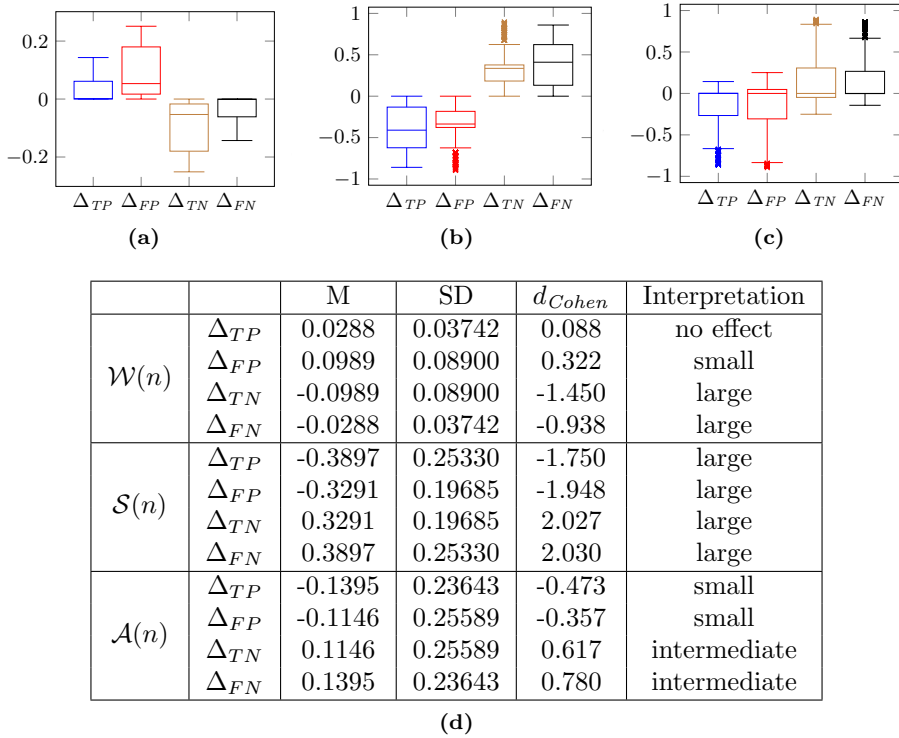 0.2
0
−0.2
Δ_TP Δ_FP Δ_TN Δ_FN
(a)
1
0.5
0
−0.5
−1
Δ_TP Δ_FP Δ_TN Δ_FN
(b)
1
0.5
0
−0.5
−1
Δ_TP Δ_FP Δ_TN Δ_FN
(c)
M SD d_Cohen Interpretation
W(n) Δ_TP 0.0288 0.03742 0.088 no effect
Δ_FP 0.0989 0.08900 0.322 small
Δ_TN -0.0989 0.08900 -1.450 large
Δ_FN -0.0288 0.03742 -0.938 large
S(n) Δ_TP -0.3897 0.25330 -1.750 large
Δ_FP -0.3291 0.19685 -1.948 large
Δ_TN 0.3291 0.19685 2.027 large
Δ_FN 0.3897 0.25330 2.030 large
A(n) Δ_TP -0.1395 0.23643 -0.473 small
Δ_FP -0.1146 0.25589 -0.357 small
Δ_TN 0.1146 0.25589 0.617 intermediate
Δ_FN 0.1395 0.23643 0.780 intermediate
(d)